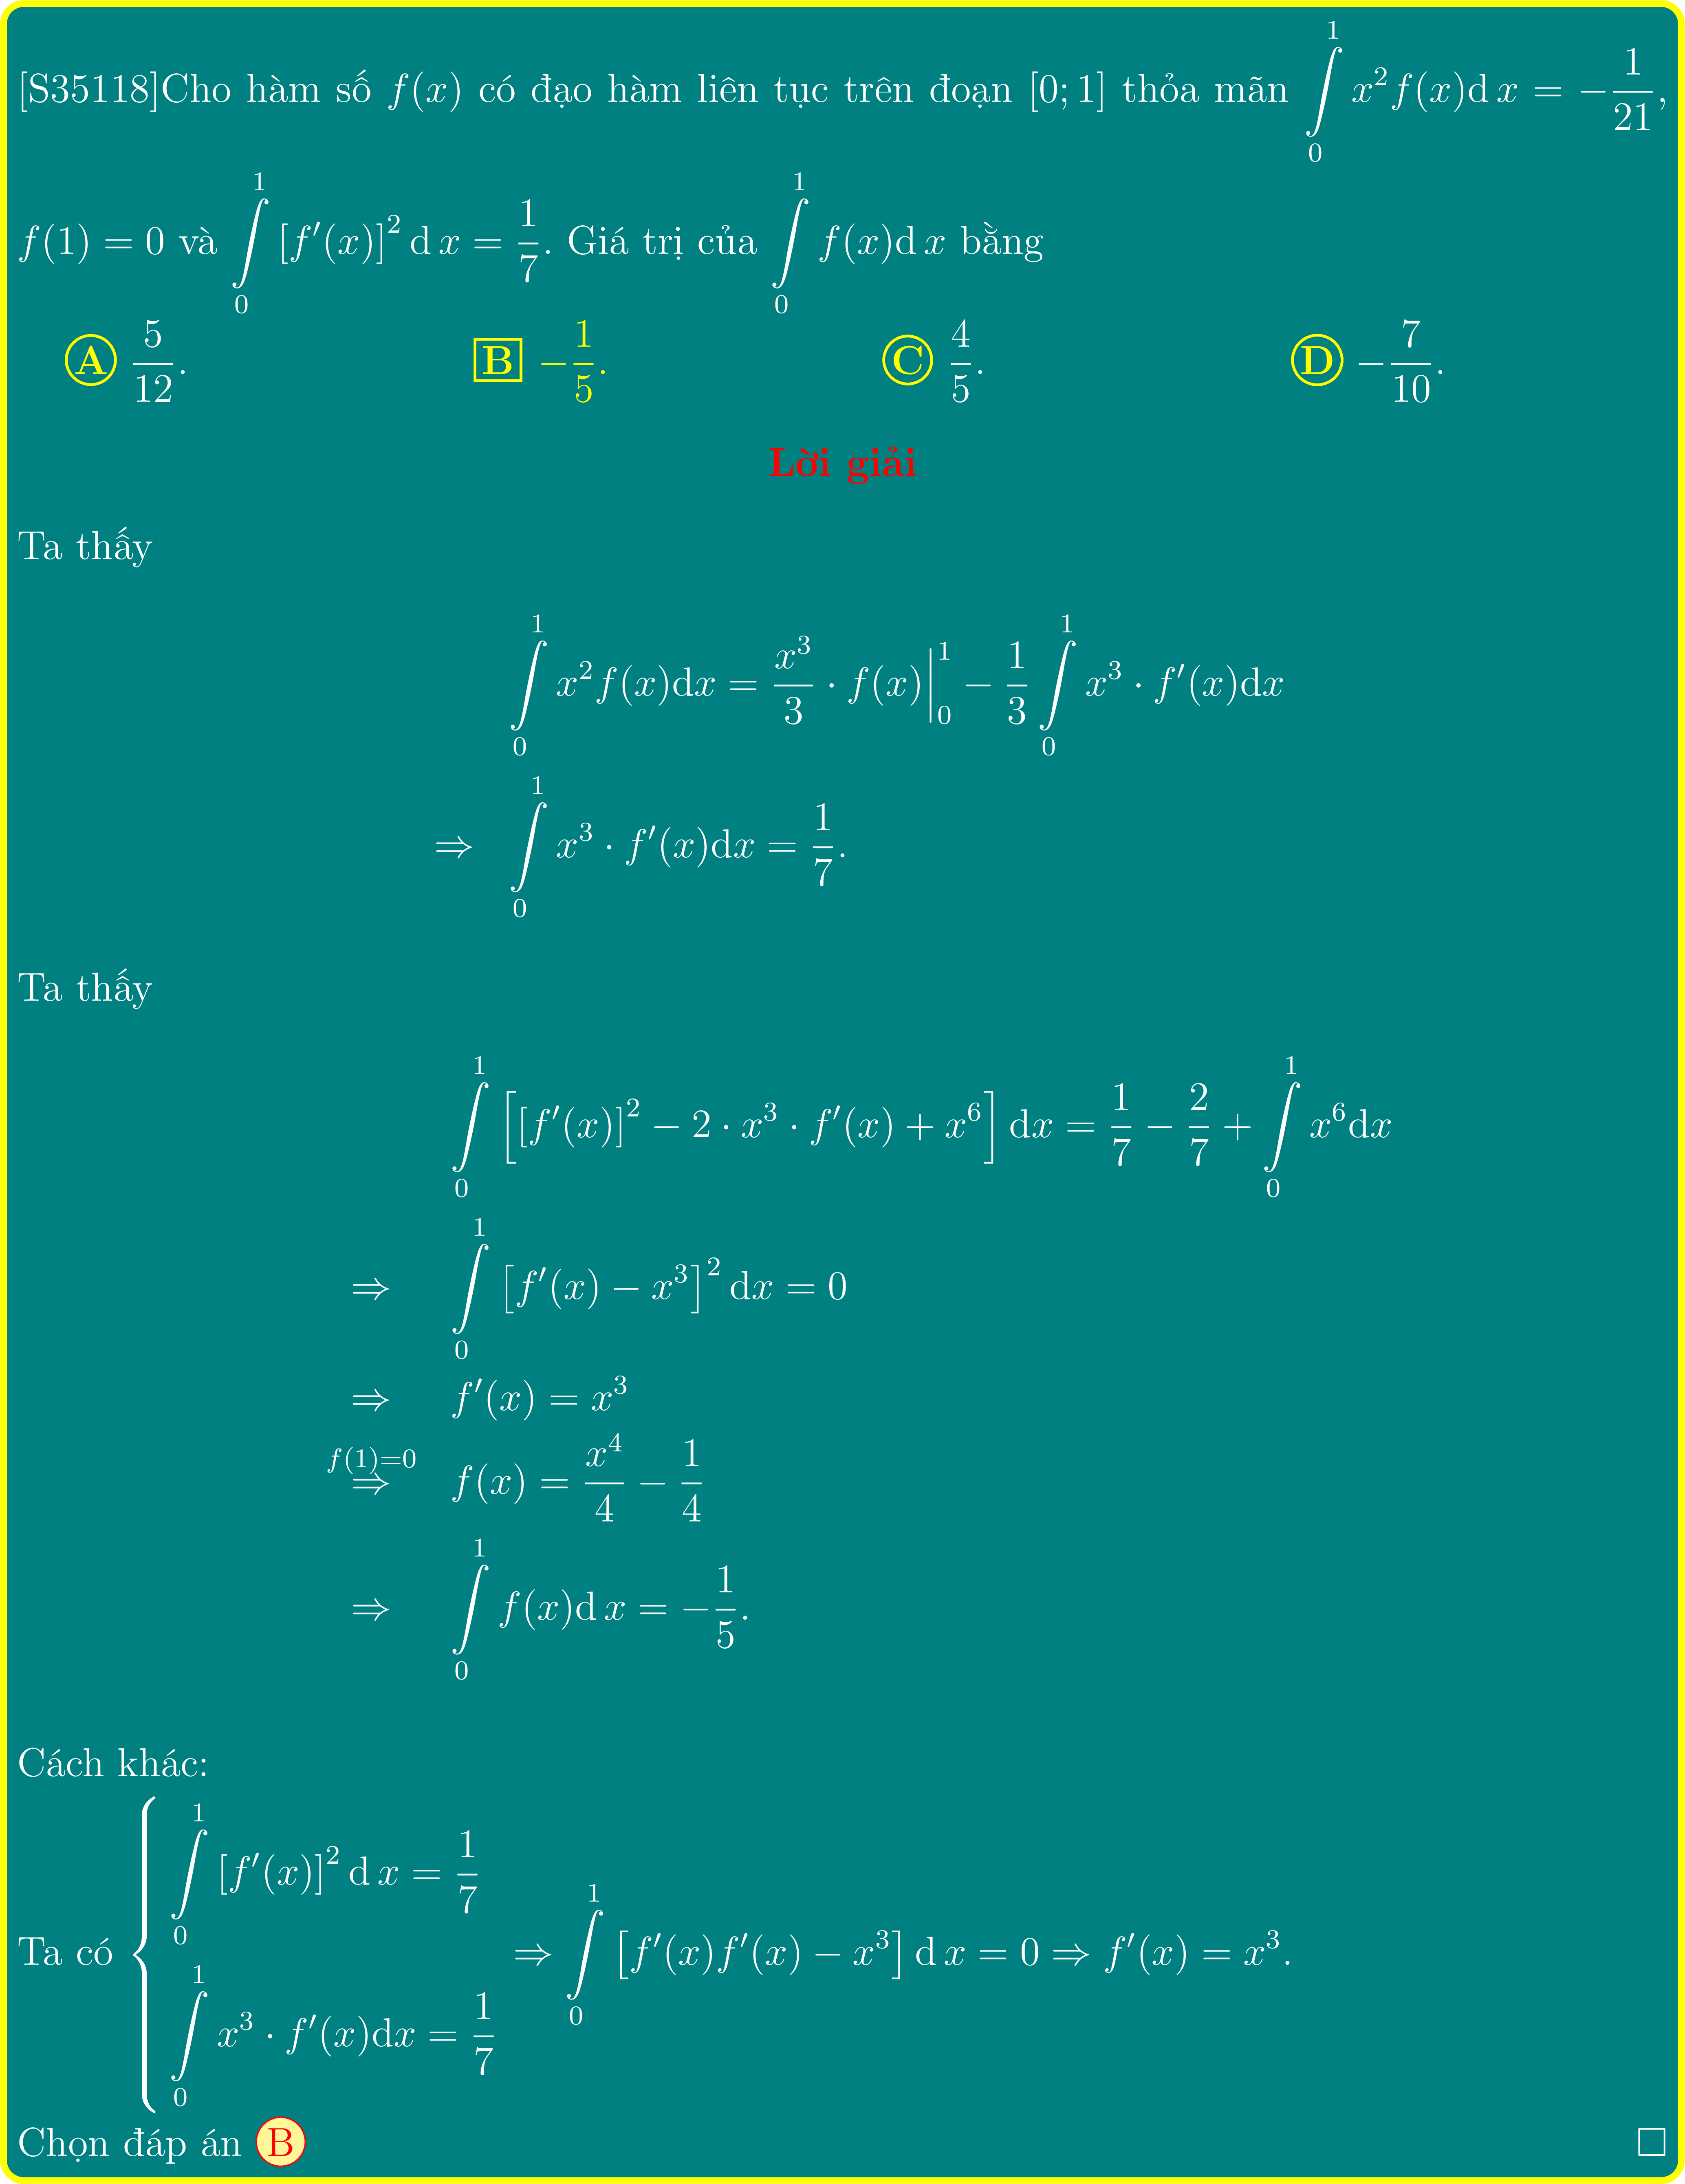 [S35118]Cho hàm số $f(x)$ có đạo hàm liên tục trên đoạn $[0;1]$ thỏa mãn $\int\limits_0^1 x^2f(x)\mathrm{d}\,x = -\frac{1}{21}$,
$f(1) = 0$ và $\int\limits_0^1 [f'(x)]^2\,\mathrm{d}\,x = \frac{1}{7}$. Giá trị của $\int\limits_0^1 f(x)\mathrm{d}\,x$ bằng
A $\frac{5}{12}$. B $-\frac{1}{5}$. C $\frac{4}{5}$. D $-\frac{7}{10}$.
Lời giải
Ta thấy
$\int\limits_0^1 x^2f(x)\mathrm{d}x = \frac{x^3}{3} \cdot f(x)\Big|_0^1 - \frac{1}{3}\int\limits_0^1 x^3 \cdot f'(x)\mathrm{d}x$
$\Rightarrow \int\limits_0^1 x^3 \cdot f'(x)\mathrm{d}x = \frac{1}{7}.$
Ta thấy
$\int\limits_0^1 \left[[f'(x)]^2 - 2 \cdot x^3 \cdot f'(x) + x^6\right]\mathrm{d}x = \frac{1}{7} - \frac{2}{7} + \int\limits_0^1 x^6\mathrm{d}x$
$\Rightarrow \int\limits_0^1 \left[f'(x) - x^3\right]^2\mathrm{d}x = 0$
$\Rightarrow f'(x) = x^3$
$\overset{f(1)=0}{\Rightarrow} f(x) = \frac{x^4}{4} - \frac{1}{4}$
$\Rightarrow \int\limits_0^1 f(x)\mathrm{d}\,x = -\frac{1}{5}.$
Cách khác:
Ta có $\begin{cases} \int\limits_0^1 [f'(x)]^2\,\mathrm{d}\,x = \frac{1}{7} \\ \int\limits_0^1 x^3 \cdot f'(x)\mathrm{d}x = \frac{1}{7} \end{cases} \Rightarrow \int\limits_0^1 \left[f'(x)f'(x) - x^3\right]\mathrm{d}\,x = 0 \Rightarrow f'(x) = x^3.$
Chọn đáp án B □